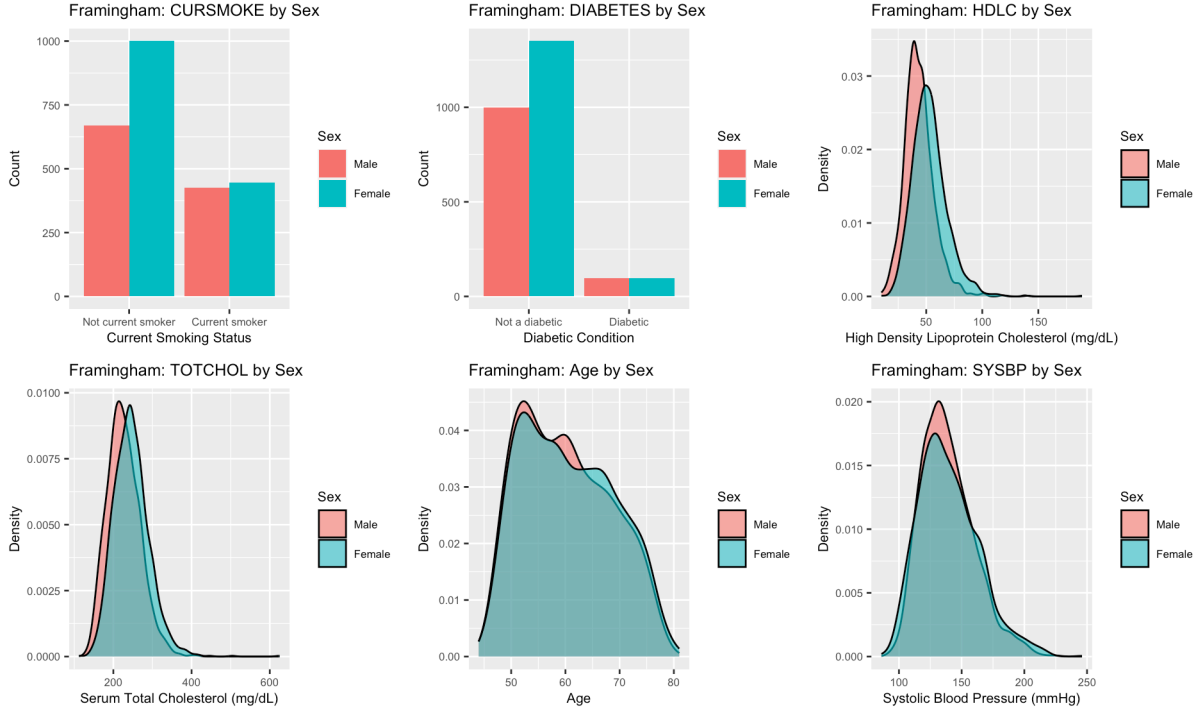 Framingham: CURSMOKE by Sex
1000
750
500
250
0
Count
Not current smoker
Current smoker
Current Smoking Status
Sex
Male
Female
Framingham: DIABETES by Sex
1000
500
0
Count
Not a diabetic
Diabetic
Diabetic Condition
Sex
Male
Female
Framingham: HDLC by Sex
0.03
0.02
0.01
0.00
Density
50
100
150
High Density Lipoprotein Cholesterol (mg/dL)
Sex
Male
Female
Framingham: TOTCHOL by Sex
0.0100
0.0075
0.0050
0.0025
0.0000
Density
200
400
600
Serum Total Cholesterol (mg/dL)
Sex
Male
Female
Framingham: Age by Sex
0.04
0.03
0.02
0.01
0.00
Density
50
60
70
80
Age
Sex
Male
Female
Framingham: SYSBP by Sex
0.020
0.015
0.010
0.005
0.000
Density
100
150
200
250
Systolic Blood Pressure (mmHg)
Sex
Male
Female